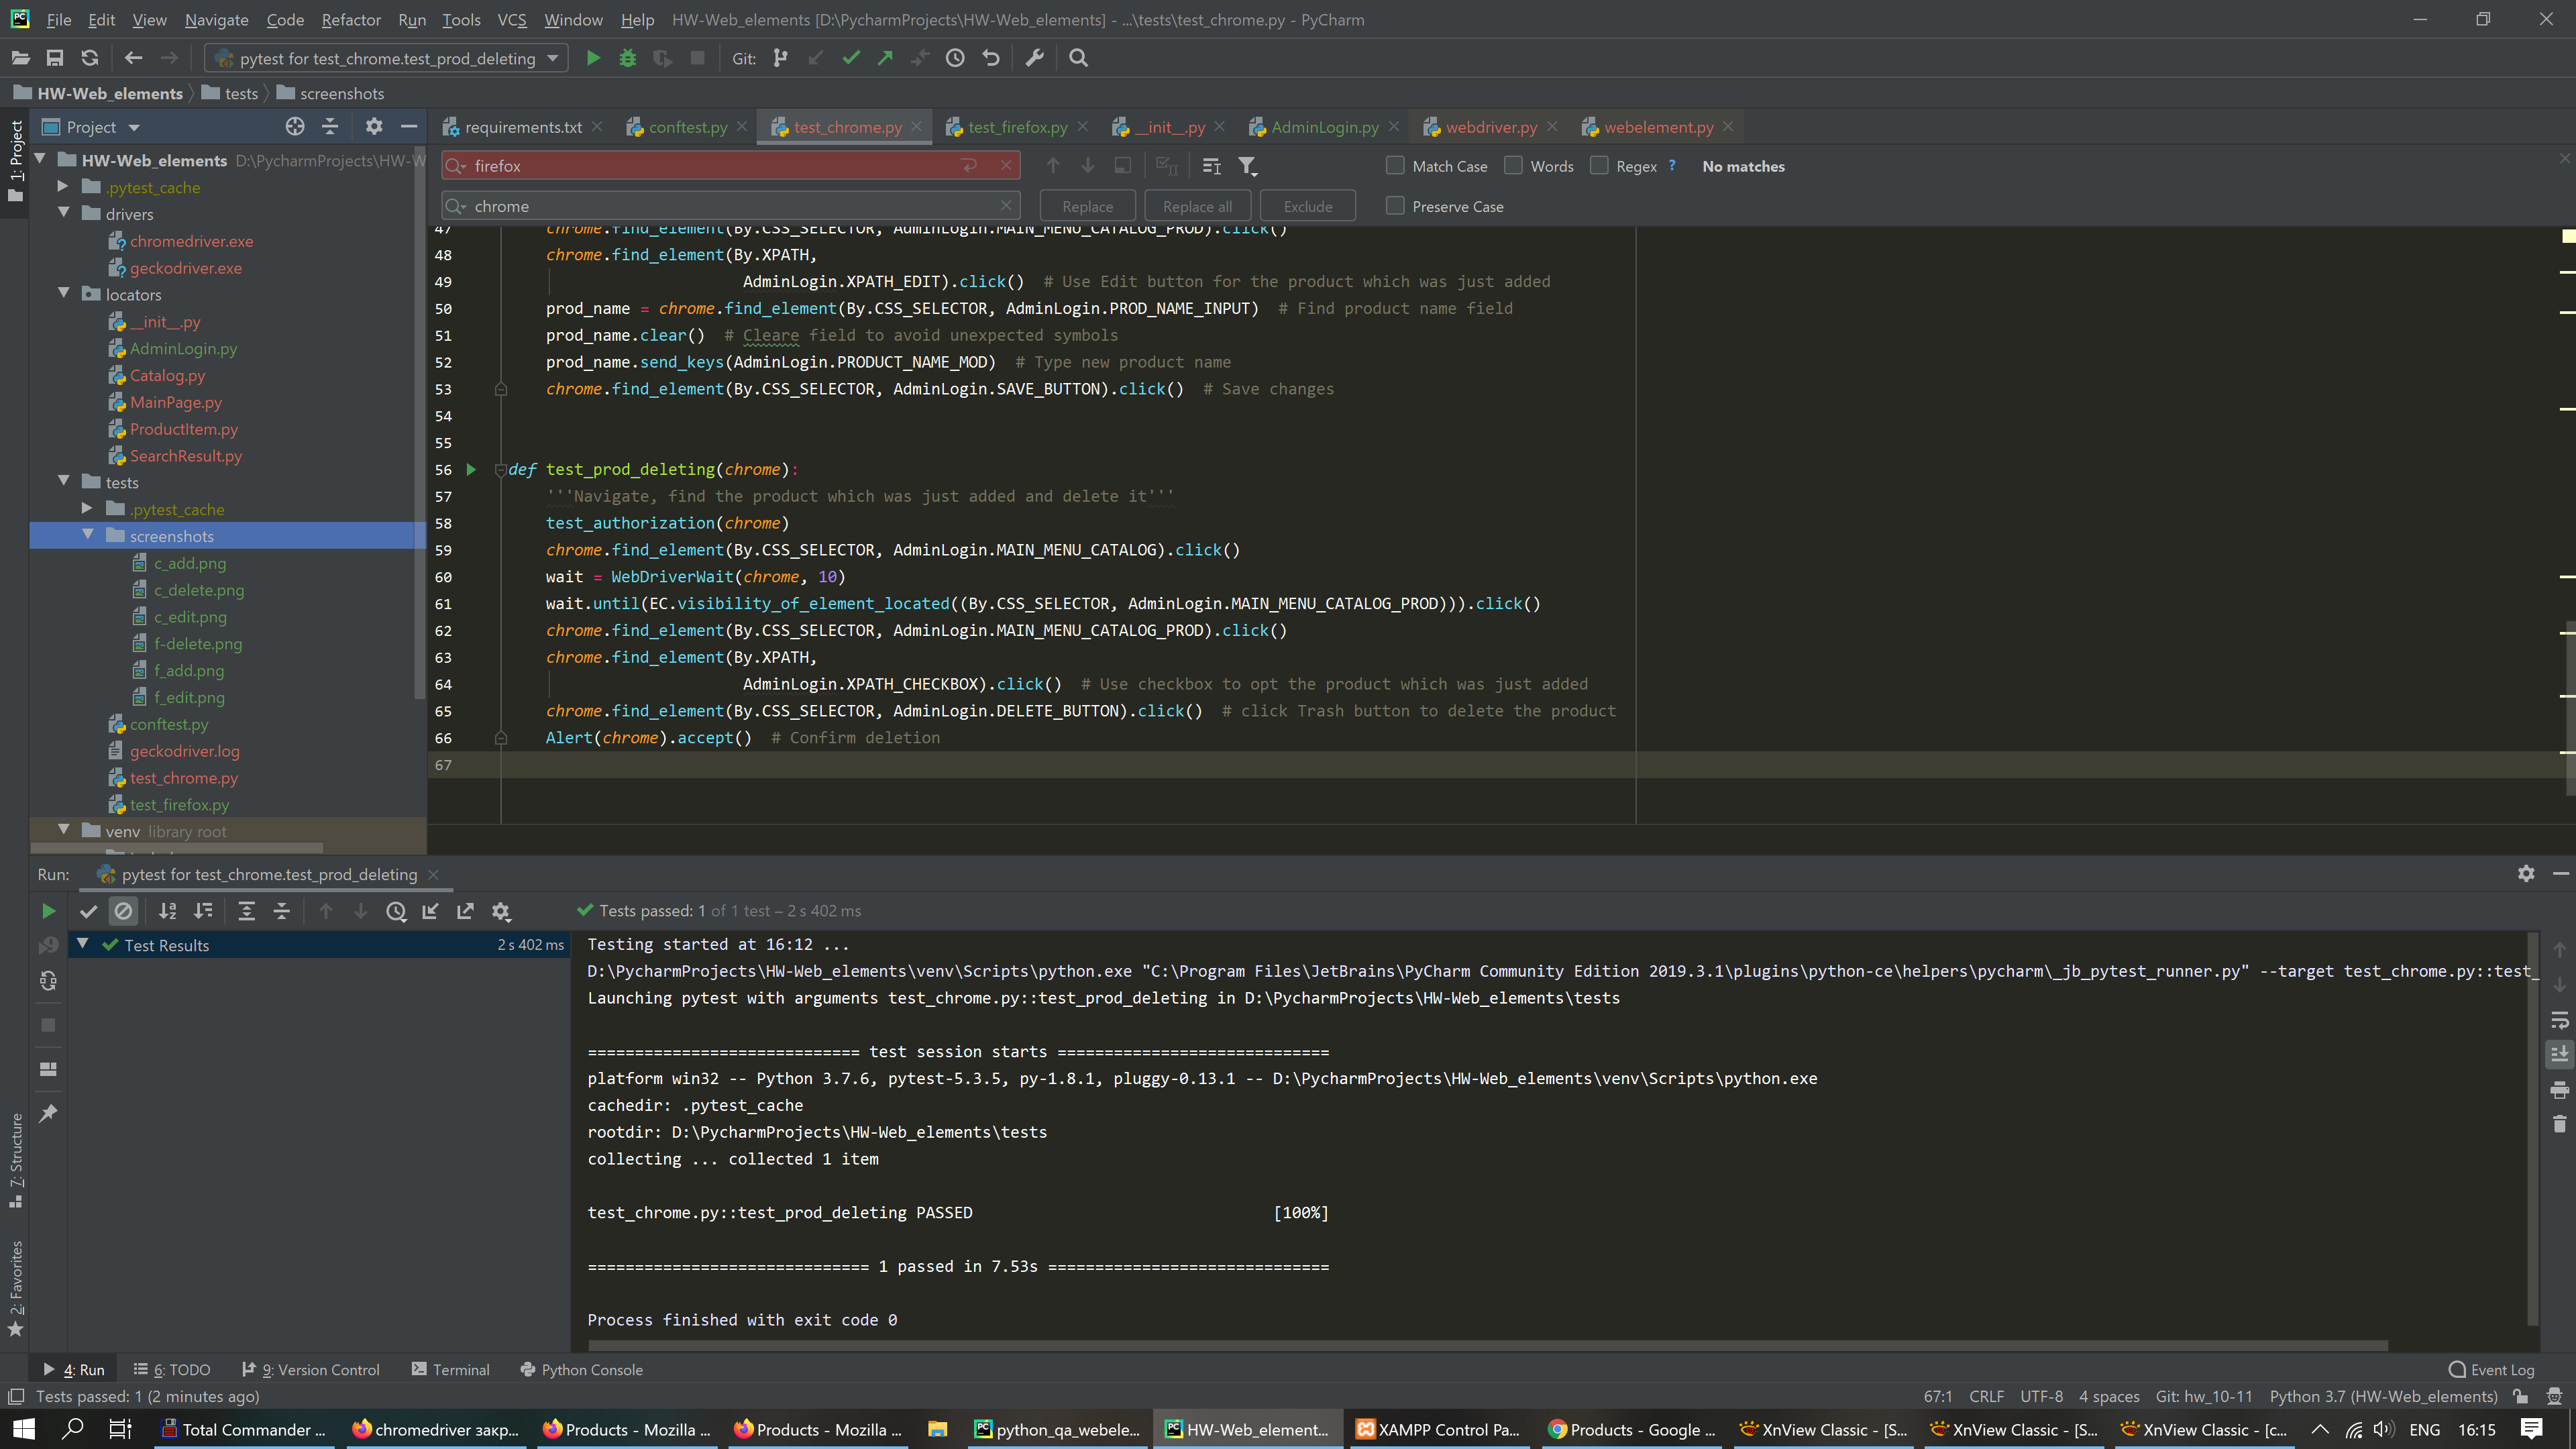 File Edit View Navigate Code Refactor Run Tools VCS Window Help HW-Web_elements [D:\PycharmProjects\HW-Web_elements] - ...\tests\test_chrome.py - PyCharm
pytest for test_chrome.test_prod_deleting Git:
HW-Web_elements tests screenshots
1: Project
Project
requirements.txt conftest.py test_chrome.py test_firefox.py __init__.py AdminLogin.py webdriver.py webelement.py
firefox Match Case Words Regex ? No matches
chrome Replace Replace all Exclude Preserve Case
HW-Web_elements D:\PycharmProjects\HW-W
.pytest_cache
drivers
chromedriver.exe
geckodriver.exe
locators
__init__.py
AdminLogin.py
Catalog.py
MainPage.py
ProductItem.py
SearchResult.py
tests
.pytest_cache
screenshots
c_add.png
c_delete.png
c_edit.png
f-delete.png
f_add.png
f_edit.png
conftest.py
geckodriver.log
test_chrome.py
test_firefox.py
venv library root
47 chrome.find_element(By.CSS_SELECTOR, AdminLogin.MAIN_MENU_CATALOG_PROD).click()
48 chrome.find_element(By.XPATH,
49 AdminLogin.XPATH_EDIT).click() # Use Edit button for the product which was just added
50 prod_name = chrome.find_element(By.CSS_SELECTOR, AdminLogin.PROD_NAME_INPUT) # Find product name field
51 prod_name.clear() # Cleare field to avoid unexpected symbols
52 prod_name.send_keys(AdminLogin.PRODUCT_NAME_MOD) # Type new product name
53 chrome.find_element(By.CSS_SELECTOR, AdminLogin.SAVE_BUTTON).click() # Save changes
54
55
56 def test_prod_deleting(chrome):
57 '''Navigate, find the product which was just added and delete it'''
58 test_authorization(chrome)
59 chrome.find_element(By.CSS_SELECTOR, AdminLogin.MAIN_MENU_CATALOG).click()
60 wait = WebDriverWait(chrome, 10)
61 wait.until(EC.visibility_of_element_located((By.CSS_SELECTOR, AdminLogin.MAIN_MENU_CATALOG_PROD))).click()
62 chrome.find_element(By.CSS_SELECTOR, AdminLogin.MAIN_MENU_CATALOG_PROD).click()
63 chrome.find_element(By.XPATH,
64 AdminLogin.XPATH_CHECKBOX).click() # Use checkbox to opt the product which was just added
65 chrome.find_element(By.CSS_SELECTOR, AdminLogin.DELETE_BUTTON).click() # click Trash button to delete the product
66 Alert(chrome).accept() # Confirm deletion
67
Run: pytest for test_chrome.test_prod_deleting
Tests passed: 1 of 1 test – 2 s 402 ms
Test Results 2 s 402 ms
Testing started at 16:12 ...
D:\PycharmProjects\HW-Web_elements\venv\Scripts\python.exe "C:\Program Files\JetBrains\PyCharm Community Edition 2019.3.1\plugins\python-ce\helpers\pycharm\_jb_pytest_runner.py" --target test_chrome.py::test_
Launching pytest with arguments test_chrome.py::test_prod_deleting in D:\PycharmProjects\HW-Web_elements\tests
============================= test session starts =============================
platform win32 -- Python 3.7.6, pytest-5.3.5, py-1.8.1, pluggy-0.13.1 -- D:\PycharmProjects\HW-Web_elements\venv\Scripts\python.exe
cachedir: .pytest_cache
rootdir: D:\PycharmProjects\HW-Web_elements\tests
collecting ... collected 1 item
test_chrome.py::test_prod_deleting PASSED [100%]
============================== 1 passed in 7.53s ==============================
Process finished with exit code 0
7: Structure
2: Favorites
4: Run 6: TODO 9: Version Control Terminal Python Console Event Log
Tests passed: 1 (2 minutes ago) 67:1 CRLF UTF-8 4 spaces Git: hw_10-11 Python 3.7 (HW-Web_elements)
Total Commander ... chromedriver закр... Products - Mozilla ... Products - Mozilla ... python_qa_webele... HW-Web_element... XAMPP Control Pa... Products - Google ... XnView Classic - [S... XnView Classic - [S... XnView Classic - [c... ENG 16:15